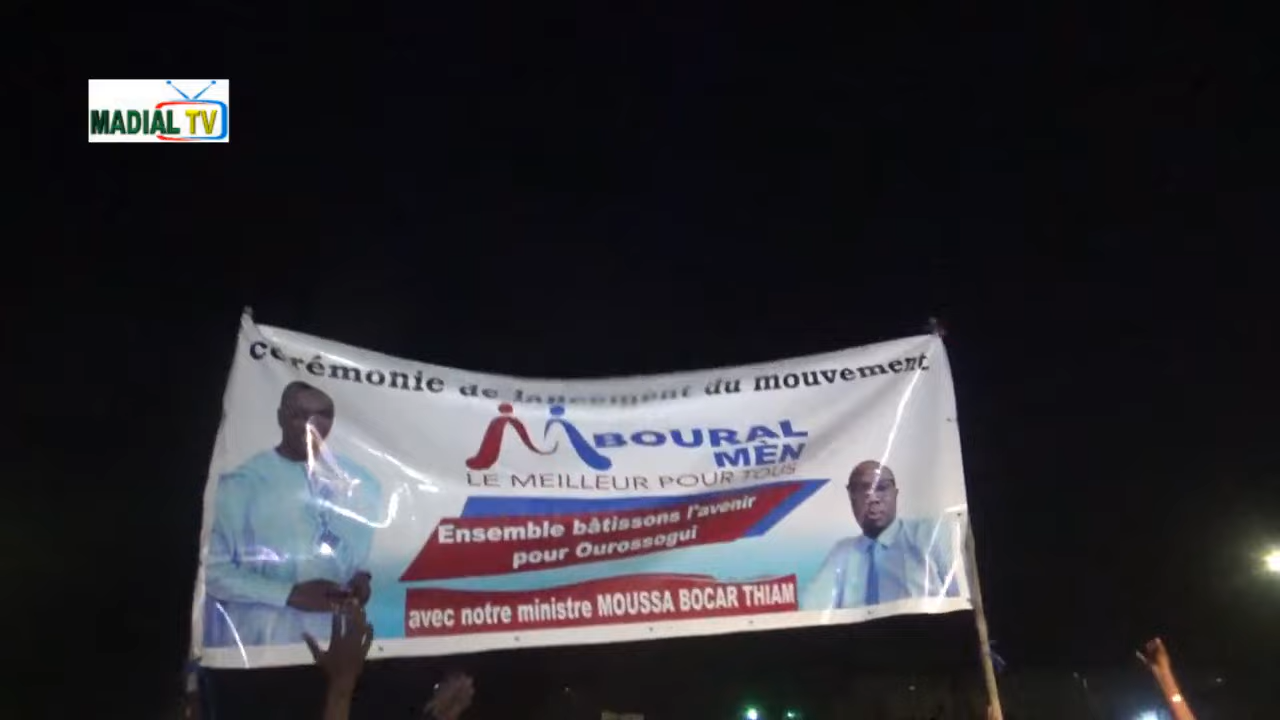 MADIAL TV
cérémonie de lancement du mouvement
BOURAL
MÈN
LE MEILLEUR POUR TOUS
Ensemble bâtissons l'avenir
pour Ourossogui
avec notre ministre MOUSSA BOCAR THIAM